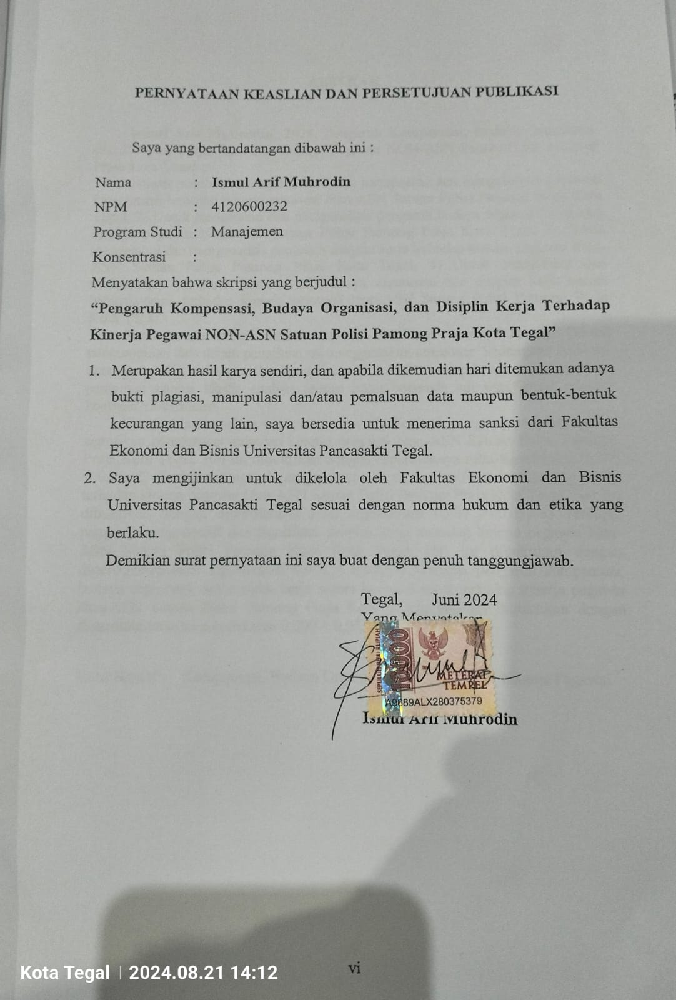 PERNYATAAN KEASLIAN DAN PERSETUJUAN PUBLIKASI
Saya yang bertandatangan dibawah ini :
Nama : Ismul Arif Muhrodin
NPM : 4120600232
Program Studi : Manajemen
Konsentrasi :
Menyatakan bahwa skripsi yang berjudul :
“Pengaruh Kompensasi, Budaya Organisasi, dan Disiplin Kerja Terhadap
Kinerja Pegawai NON-ASN Satuan Polisi Pamong Praja Kota Tegal”
1. Merupakan hasil karya sendiri, dan apabila dikemudian hari ditemukan adanya
bukti plagiasi, manipulasi dan/atau pemalsuan data maupun bentuk-bentuk
kecurangan yang lain, saya bersedia untuk menerima sanksi dari Fakultas
Ekonomi dan Bisnis Universitas Pancasakti Tegal.
2. Saya mengijinkan untuk dikelola oleh Fakultas Ekonomi dan Bisnis
Universitas Pancasakti Tegal sesuai dengan norma hukum dan etika yang
berlaku.
Demikian surat pernyataan ini saya buat dengan penuh tanggungjawab.
Tegal, Juni 2024
Yang Menyatakan
SEPULUH RIBU RUPIAH
10000
METERAI
TEMPEL
A9689ALX280375379
Ismul Arif Muhrodin
vi
Kota Tegal | 2024.08.21 14:12